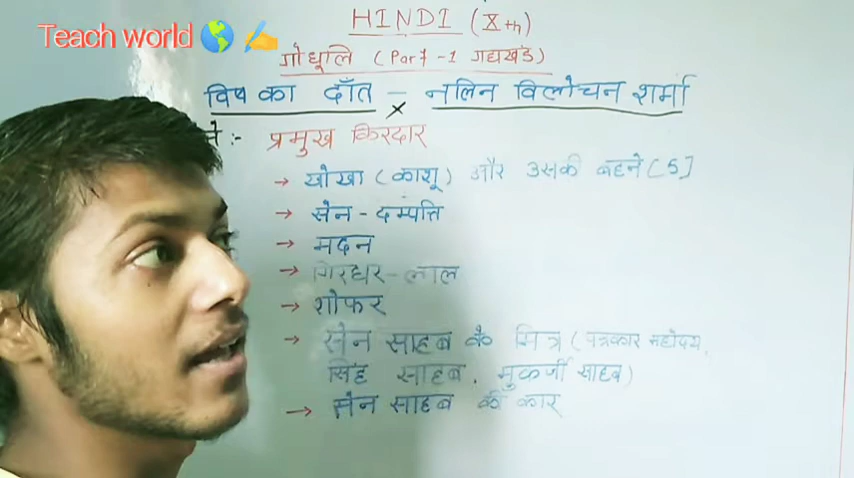 Teach world 🌎 ✍️
HINDI (Xth)
गोधूलि (Part-1 गद्यखंड)
विष का दाँत - नलिन विलोचन शर्मा
:- प्रमुख किरदार
→ खोखा (काशू) और उसकी बहने [5]
→ सेन-दम्पत्ति
→ मदन
→ गिरधर-लाल
→ शोफर
→ सेन साहब के मित्र (पत्रकार महोदय,
सिंह साहब, मुकर्जी साहब)
→ सेन साहब की कार